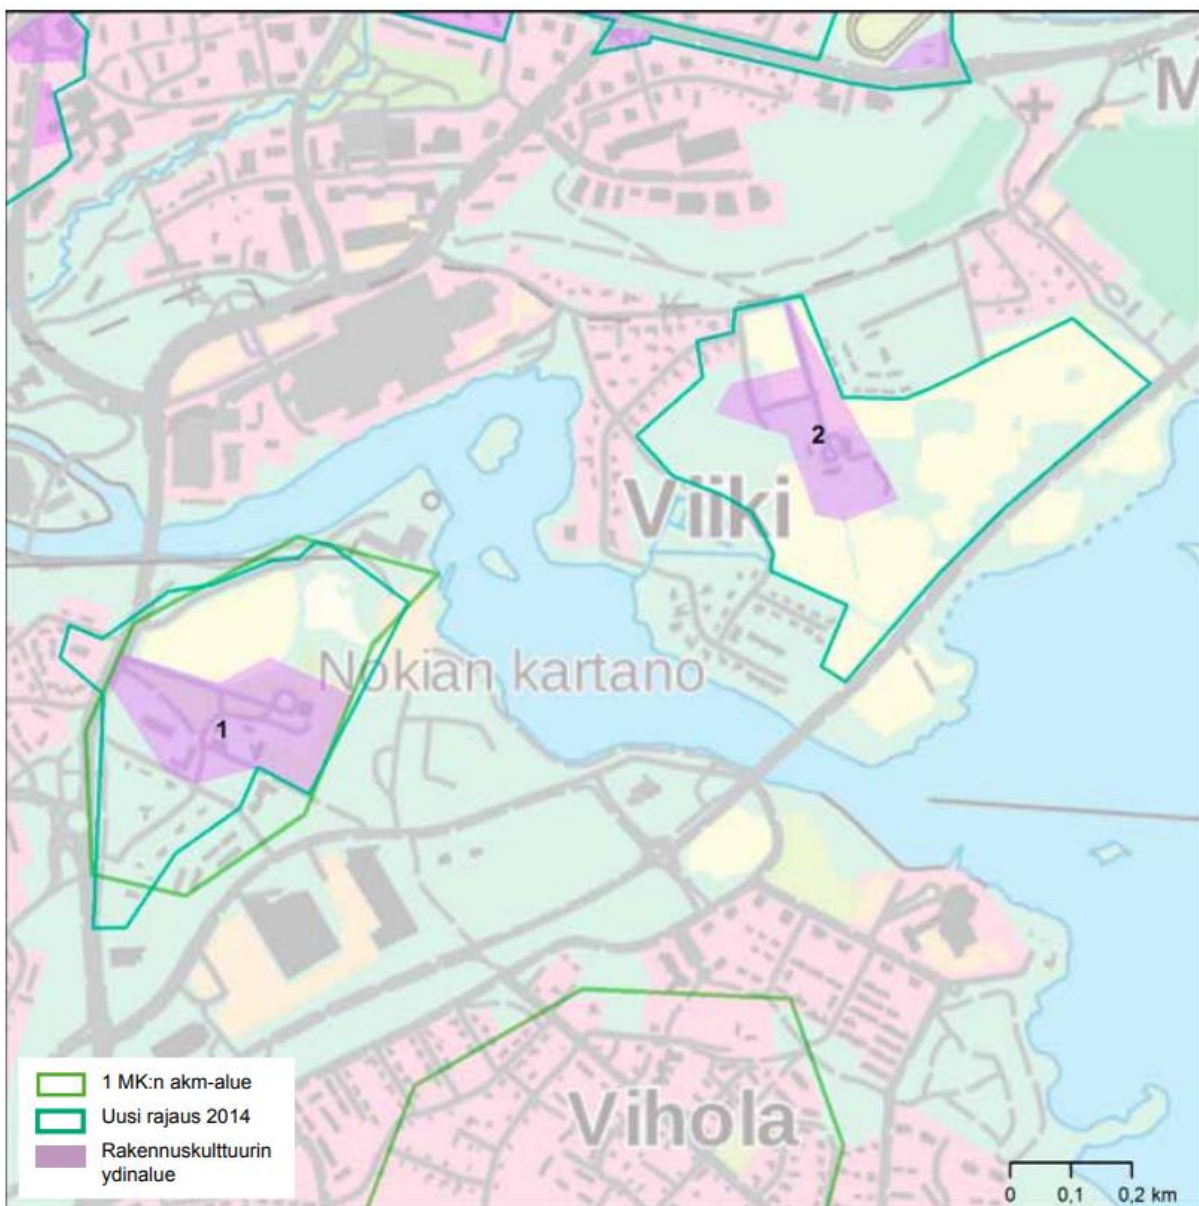 M
2
Viiki
Nokian kartano
1
Vihola
1 MK:n akm-alue
Uusi rajaus 2014
Rakennuskulttuurin
ydinalue
0 0,1 0,2 km